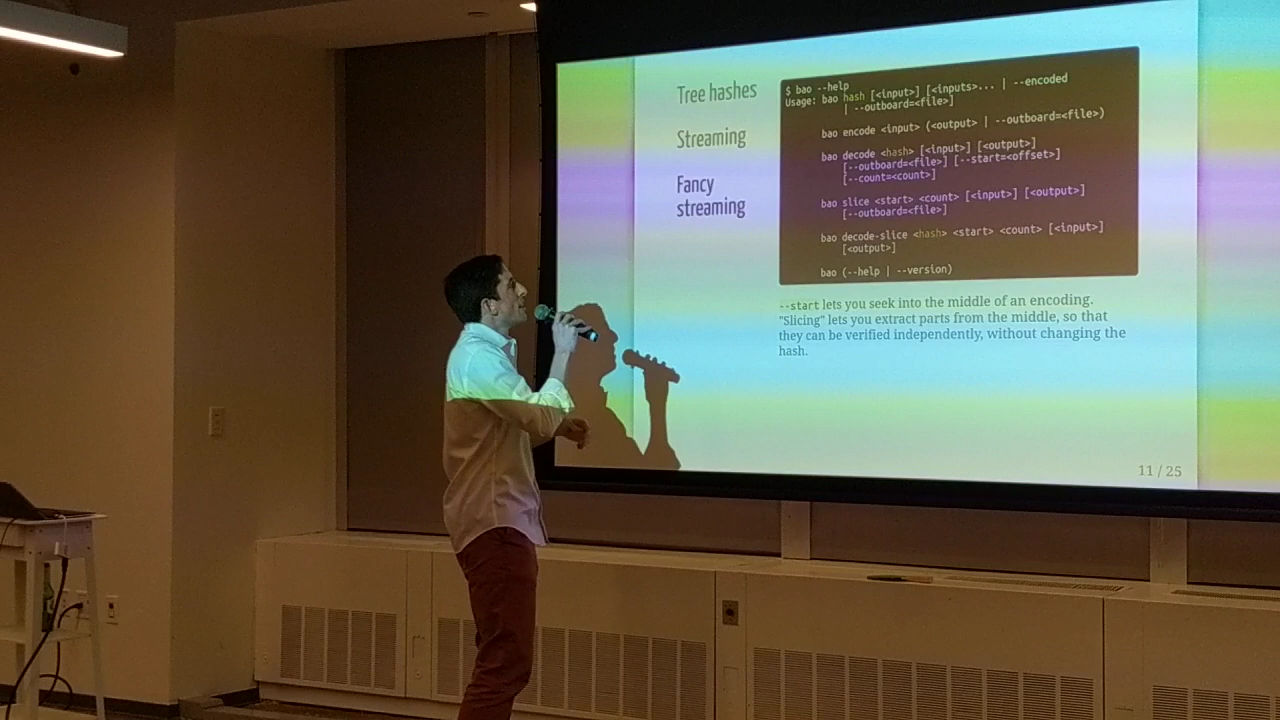 Tree hashes
Streaming
Fancy
streaming
$ bao --help
Usage: bao hash [<input>] [<inputs>... | --encoded
| --outboard=<file>]
bao encode <input> (<output> | --outboard=<file>)
bao decode <hash> [<input>] [<output>]
[--outboard=<file>] [--start=<offset>]
[--count=<count>]
bao slice <start> <count> [<input>] [<output>]
[--outboard=<file>]
bao decode-slice <hash> <start> <count> [<input>]
[<output>]
bao (--help | --version)
--start lets you seek into the middle of an encoding.
"Slicing" lets you extract parts from the middle, so that
they can be verified independently, without changing the
hash.
11 / 25